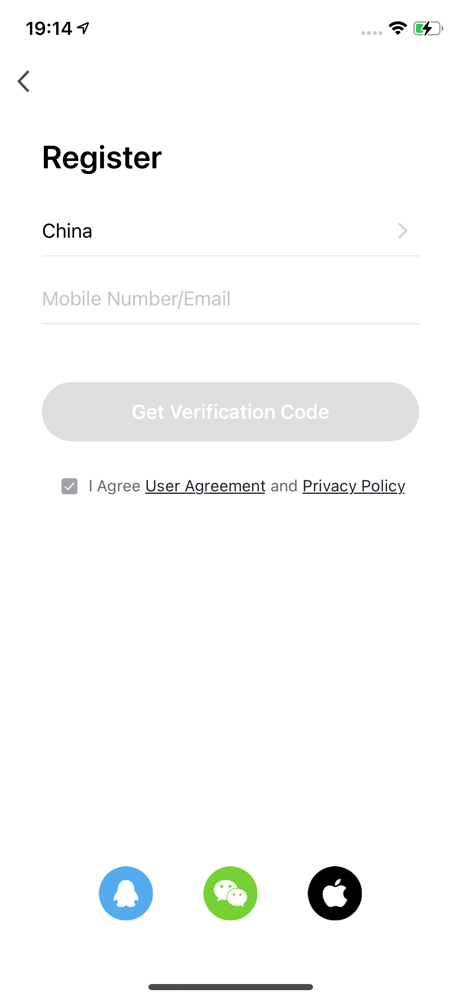 19:14
Register
China
Mobile Number/Email
Get Verification Code
I Agree User Agreement and Privacy Policy